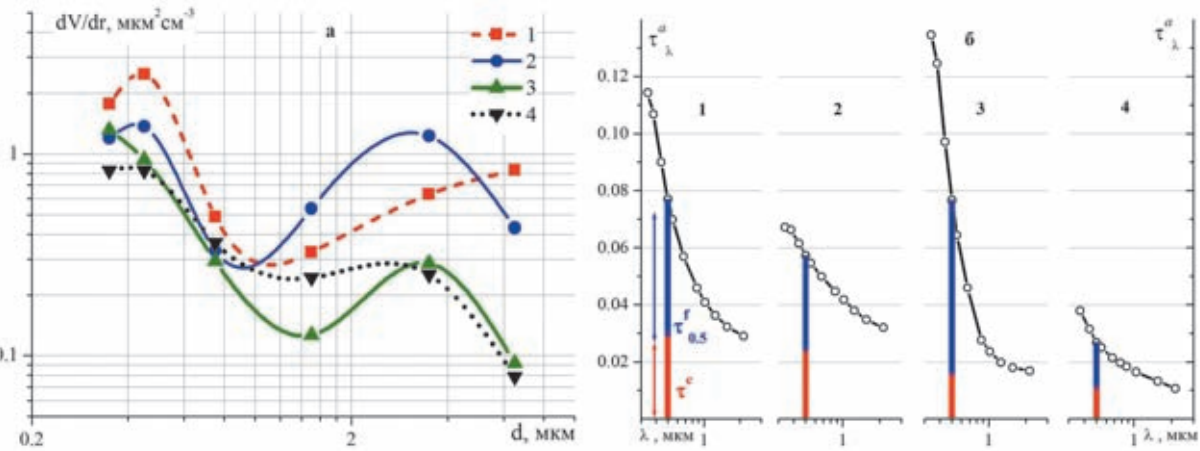 dV/dr, мкм²см⁻³
а
1
2
3
4
1
0.1
0.2
2
d, мкм
τᵃλ
б
τᵃλ
0.12
0.10
0.08
0.06
0.04
0.02
1
2
3
4
τᶠ0.5
τᶜ
λ , мкм
1
1
1
1
λ , мкм